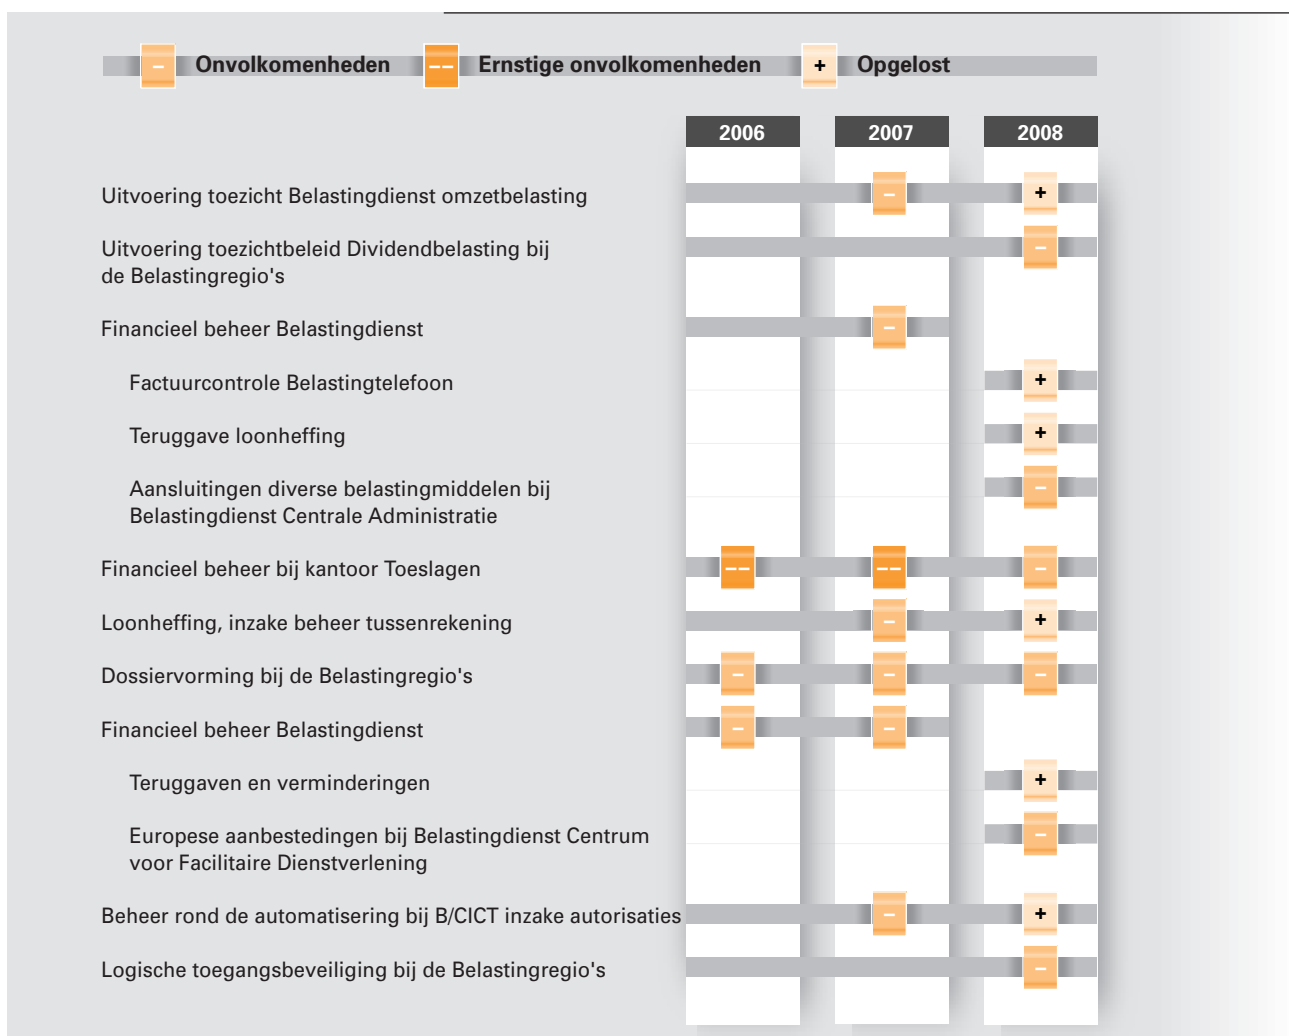 – Onvolkomenheden –– Ernstige onvolkomenheden + Opgelost
2006 2007 2008
Uitvoering toezicht Belastingdienst omzetbelasting – +
Uitvoering toezichtbeleid Dividendbelasting bij
de Belastingregio's –
Financieel beheer Belastingdienst –
Factuurcontrole Belastingtelefoon +
Teruggave loonheffing +
Aansluitingen diverse belastingmiddelen bij
Belastingdienst Centrale Administratie –
Financieel beheer bij kantoor Toeslagen –– –– –
Loonheffing, inzake beheer tussenrekening – +
Dossiervorming bij de Belastingregio's – – –
Financieel beheer Belastingdienst – –
Teruggaven en verminderingen +
Europese aanbestedingen bij Belastingdienst Centrum
voor Facilitaire Dienstverlening –
Beheer rond de automatisering bij B/CICT inzake autorisaties – +
Logische toegangsbeveiliging bij de Belastingregio's –